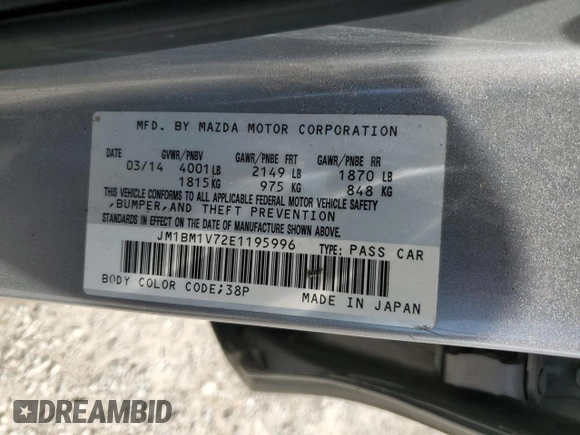 MFD. BY MAZDA MOTOR CORPORATION
DATE GVWR/PNBV GAWR/PNBE FRT GAWR/PNBE RR
03/14 4001 LB 2149 LB 1870 LB
1815 KG 975 KG 848 KG
THIS VEHICLE CONFORMS TO ALL APPLICABLE FEDERAL MOTOR VEHICLE SAFETY
,BUMPER,AND THEFT PREVENTION
STANDARDS IN EFFECT ON THE DATE OF MANUFACTURE SHOWN ABOVE.
JM1BM1V72E1195996 TYPE: PASS CAR
BODY COLOR CODE;38P MADE IN JAPAN
DREAMBID